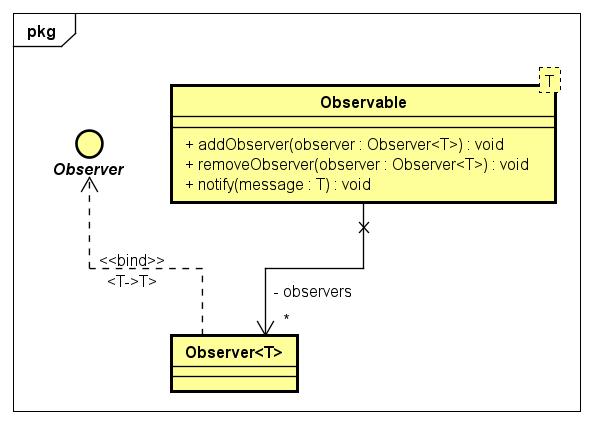 pkg
T
Observable
+ addObserver(observer : Observer<T>) : void
+ removeObserver(observer : Observer<T>) : void
+ notify(message : T) : void
Observer
<<bind>>
<T->T>
- observers
*
Observer<T>